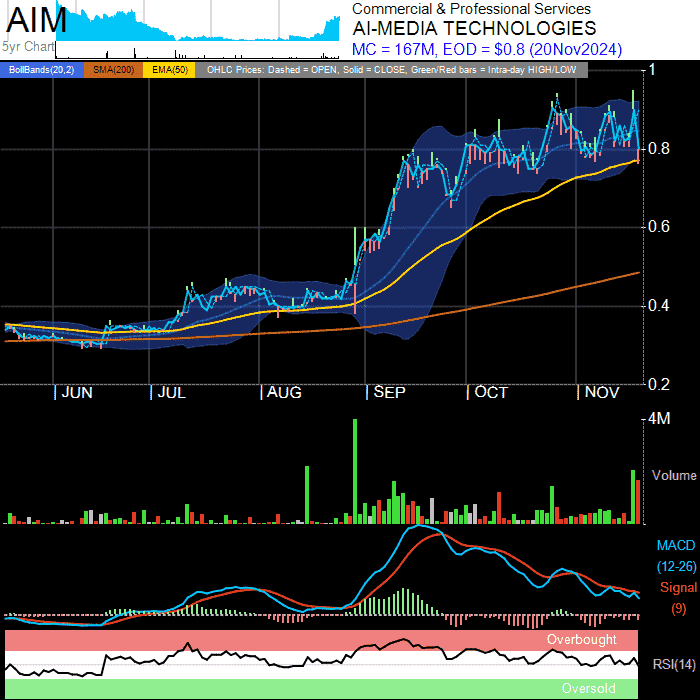 AIM
5yr Chart
Commercial & Professional Services
AI-MEDIA TECHNOLOGIES
MC = 167M, EOD = $0.8 (20Nov2024)
BollBands(20,2) SMA(200) EMA(50) OHLC Prices: Dashed = OPEN, Solid = CLOSE, Green/Red bars = Intra-day HIGH/LOW
1
0.8
0.6
0.4
0.2
| JUN | JUL | AUG | SEP | OCT | NOV
4M
Volume
MACD
(12-26)
Signal
(9)
Overbought
RSI(14)
Oversold